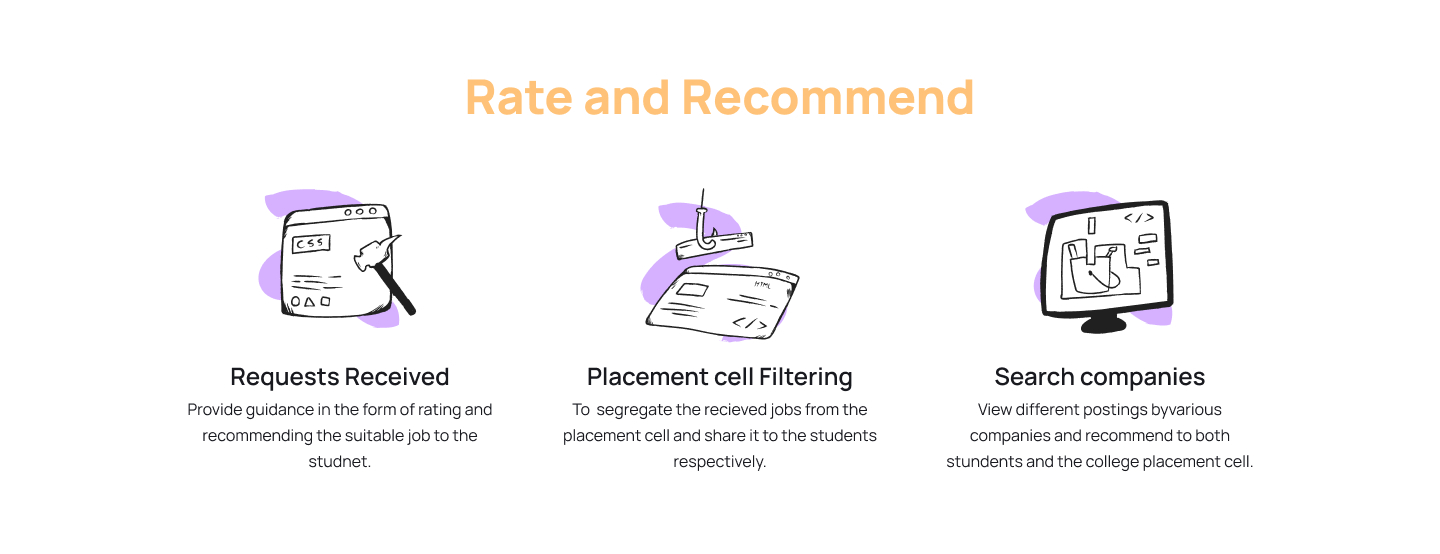 Rate and Recommend
CSS
HTML
</>
</>
Requests Received
Provide guidance in the form of rating and
recommending the suitable job to the
studnet.
Placement cell Filtering
To  segregate the recieved jobs from the
placement cell and share it to the students
respectively.
Search companies
View different postings byvarious
companies and recommend to both
stundents and the college placement cell.